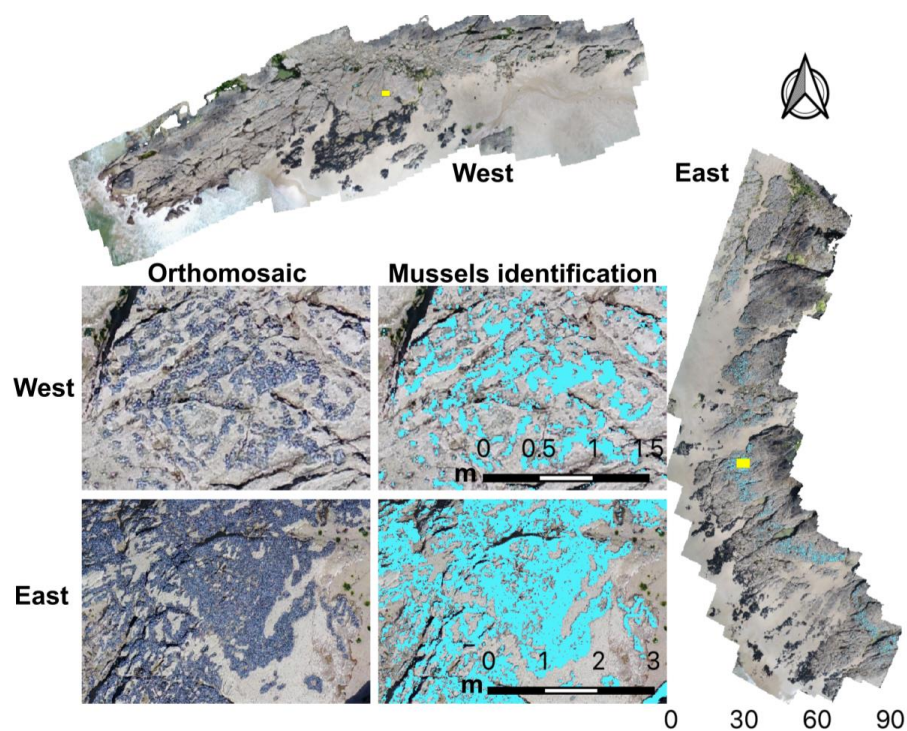 West
East
Orthomosaic
Mussels identification
West
0 0.5 1 1.5
m
East
0 1 2 3
m
0 30 60 90